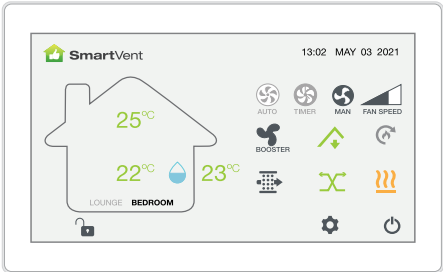 SmartVent
13:02 MAY 03 2021
25°C
AUTO TIMER MAN FAN SPEED
BOOSTER
22°C 23°C
LOUNGE BEDROOM